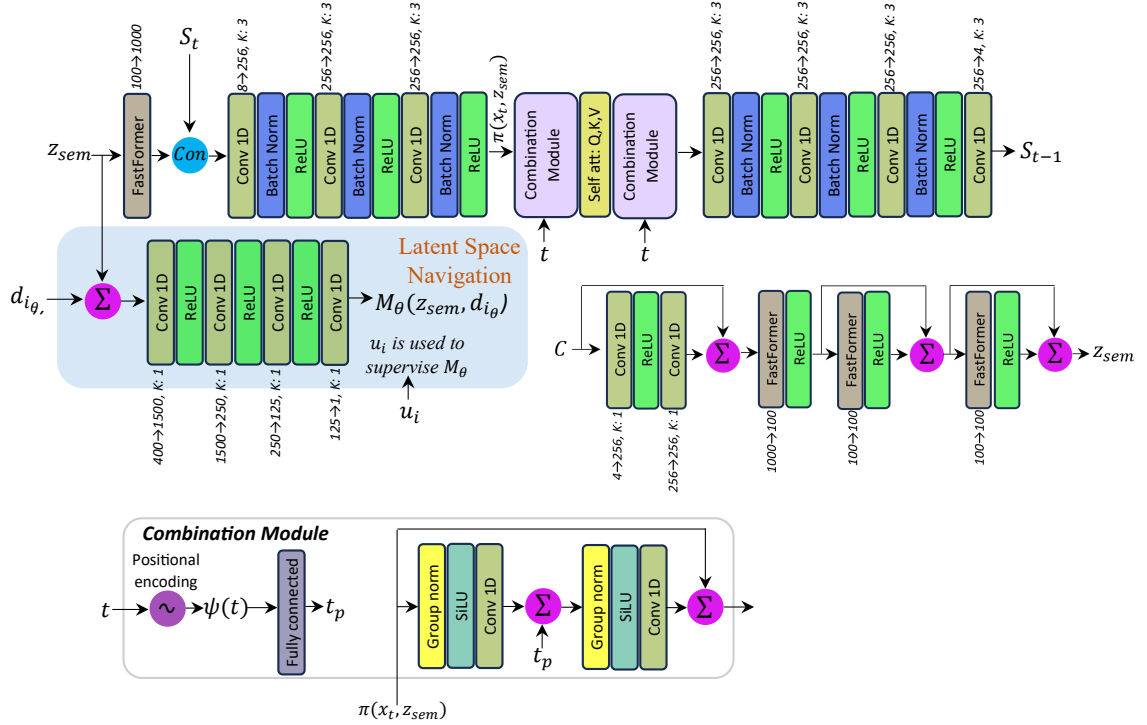 S_t
100→1000
8→256, K: 3
256→256, K: 3
256→256, K: 3
π(x_t, z_sem)
256→256, K: 3
256→256, K: 3
256→256, K: 3
256→4, K: 3
z_sem
FastFormer
Con
Conv 1D
Batch Norm
ReLU
Conv 1D
Batch Norm
ReLU
Conv 1D
Batch Norm
ReLU
Combination
Module
Self att: Q,K,V
Combination
Module
Conv 1D
Batch Norm
ReLU
Conv 1D
Batch Norm
ReLU
Conv 1D
Batch Norm
ReLU
Conv 1D
S_{t−1}
t
t
Latent Space
Navigation
d_{i_θ,}
Σ
Conv 1D
ReLU
Conv 1D
ReLU
Conv 1D
ReLU
Conv 1D
M_θ(z_sem, d_{i_θ})
u_i is used to
supervise M_θ
u_i
400→1500, K: 1
1500→250, K: 1
250→125, K: 1
125→1, K: 1
C
Conv 1D
ReLU
Conv 1D
Σ
FastFormer
ReLU
FastFormer
ReLU
Σ
FastFormer
ReLU
Σ
z_sem
4→256, K: 1
256→256, K: 1
1000→100
100→100
100→100
Combination Module
Positional
encoding
t
~
ψ(t)
Fully connected
t_p
Group norm
SiLU
Conv 1D
Σ
t_p
Group norm
SiLU
Conv 1D
Σ
π(x_t, z_sem)